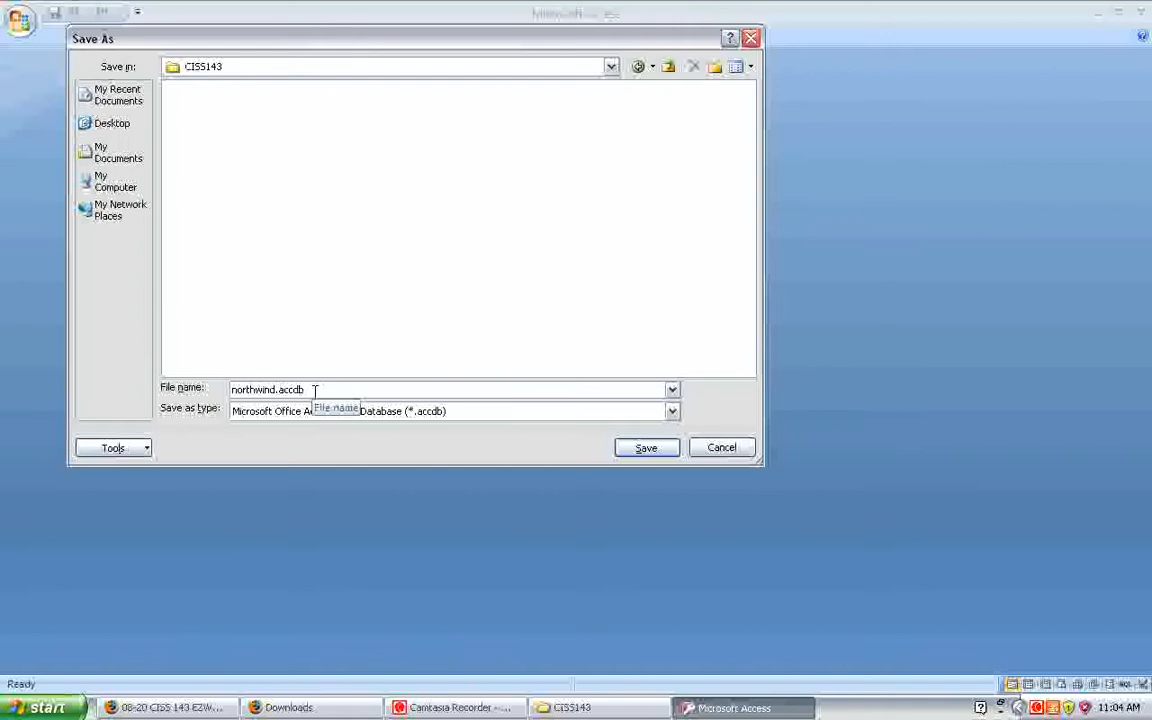 Save As
Save in:
CIS5143
My Recent
Documents
Desktop
My
Documents
My
Computer
My Network
Places
File name:
northwind.accdb
File name
Save as type:
Microsoft Office A
Database (*.accdb)
Tools
Save
Cancel
Ready
start
08-20 CISS 143 EZW...
Downloads
Camtasia Recorder -...
CISS143
Microsoft Access
11:04 AM